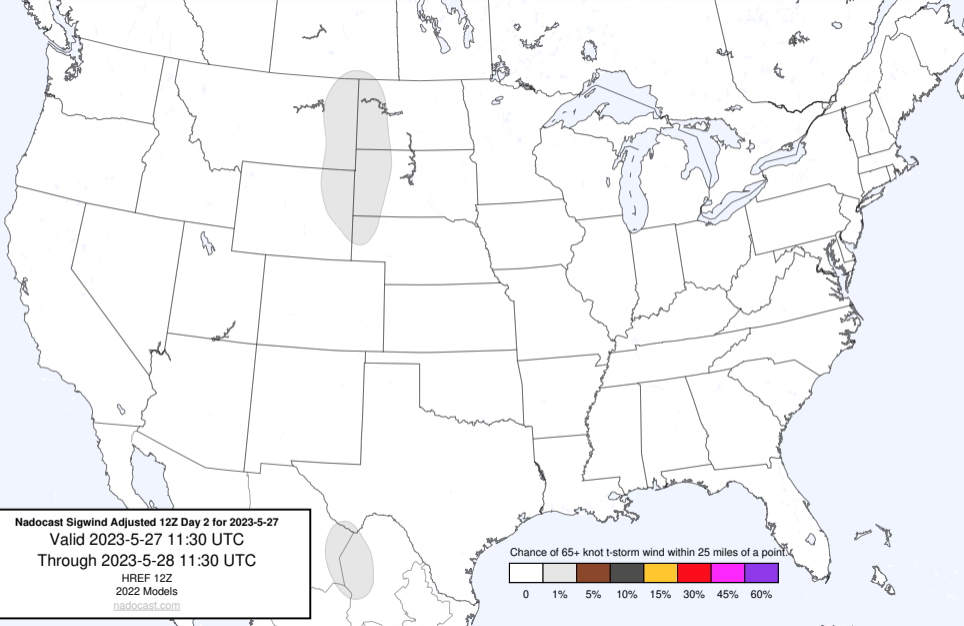 Nadocast Sigwind Adjusted 12Z Day 2 for 2023-5-27
Valid 2023-5-27 11:30 UTC
Through 2023-5-28 11:30 UTC
HREF 12Z
2022 Models
nadocast.com
Chance of 65+ knot t-storm wind within 25 miles of a point.
0 1% 5% 10% 15% 30% 45% 60%